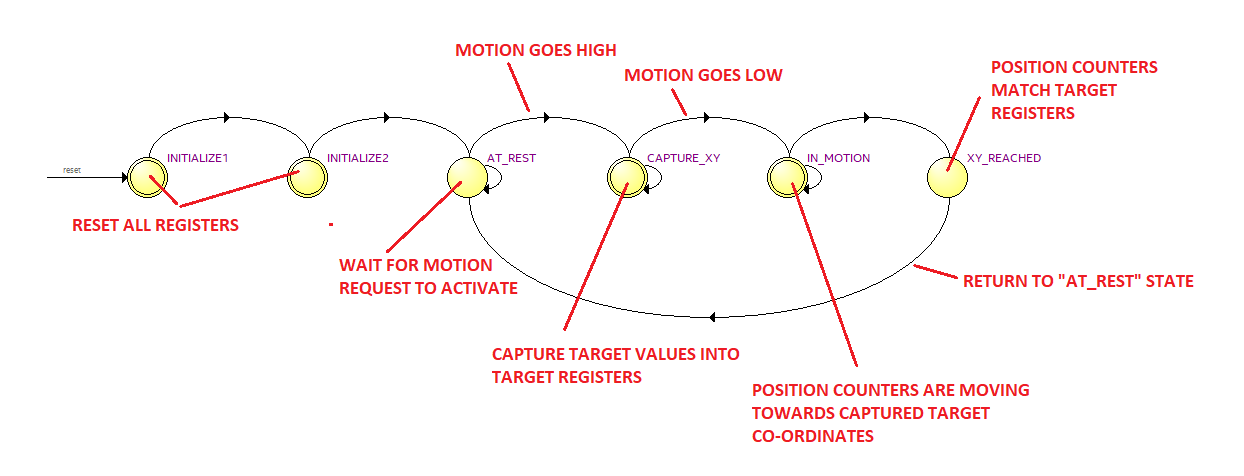 MOTION GOES HIGH
MOTION GOES LOW
POSITION COUNTERS
MATCH TARGET
REGISTERS
reset
INITIALIZE1
INITIALIZE2
AT_REST
CAPTURE_XY
IN_MOTION
XY_REACHED
RESET ALL REGISTERS
WAIT FOR MOTION
REQUEST TO ACTIVATE
RETURN TO "AT_REST" STATE
CAPTURE TARGET VALUES INTO
TARGET REGISTERS
POSITION COUNTERS ARE MOVING
TOWARDS CAPTURED TARGET
CO-ORDINATES